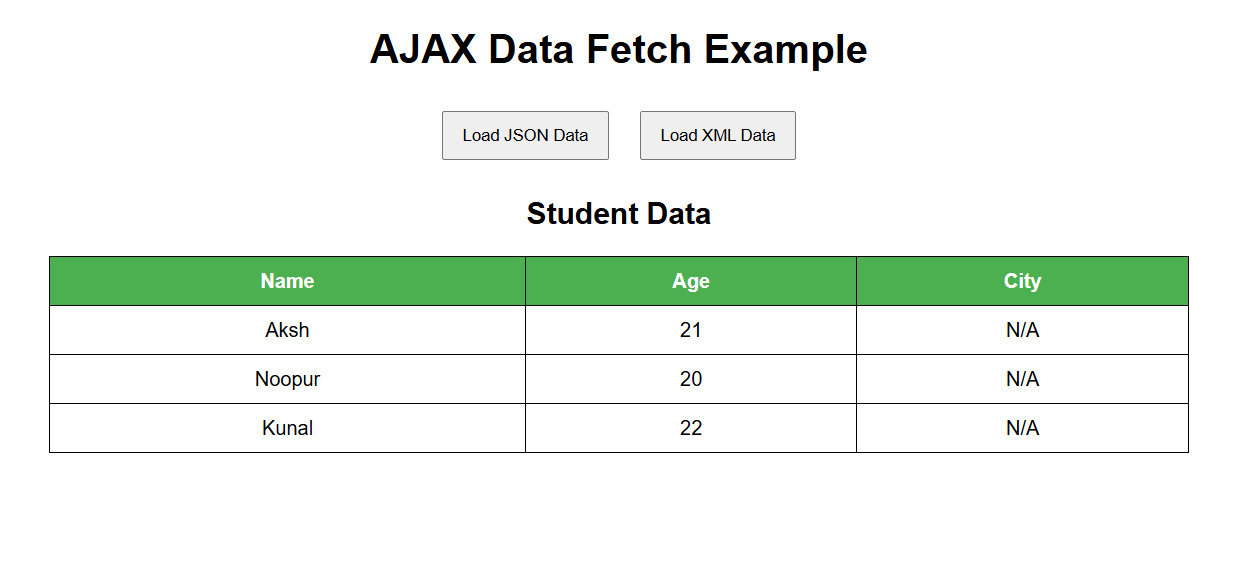 AJAX Data Fetch Example
Load JSON Data Load XML Data
Student Data
Name Age City
Aksh 21 N/A
Noopur 20 N/A
Kunal 22 N/A